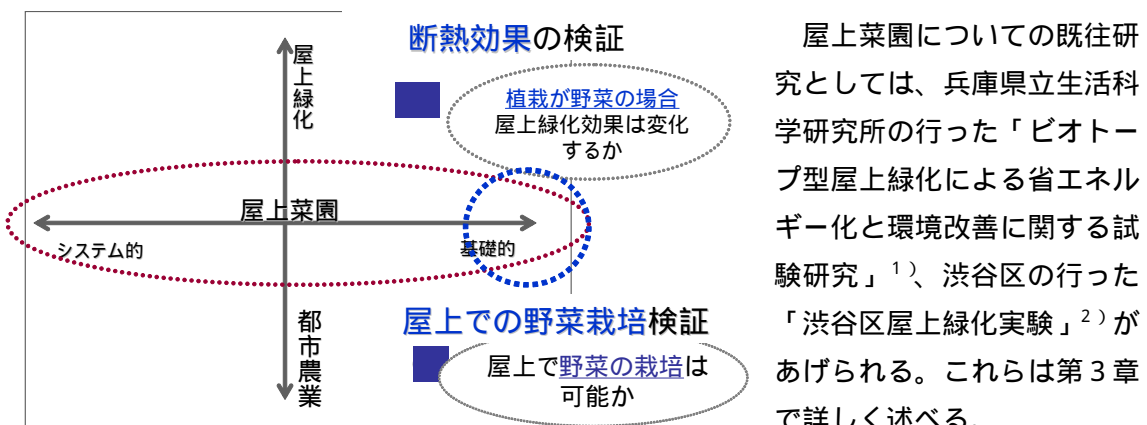 屋上緑化
屋上菜園
システム的
基礎的
都市農業
断熱効果の検証
植栽が野菜の場合
屋上緑化効果は変化
するか
屋上での野菜栽培検証
屋上で野菜の栽培は
可能か
屋上菜園についての既往研
究としては、兵庫県立生活科
学研究所の行った「ビオトー
プ型屋上緑化による省エネル
ギー化と環境改善に関する試
験研究」1)、渋谷区の行った
「渋谷区屋上緑化実験」2)が
あげられる。これらは第3章
で詳しく述べる。